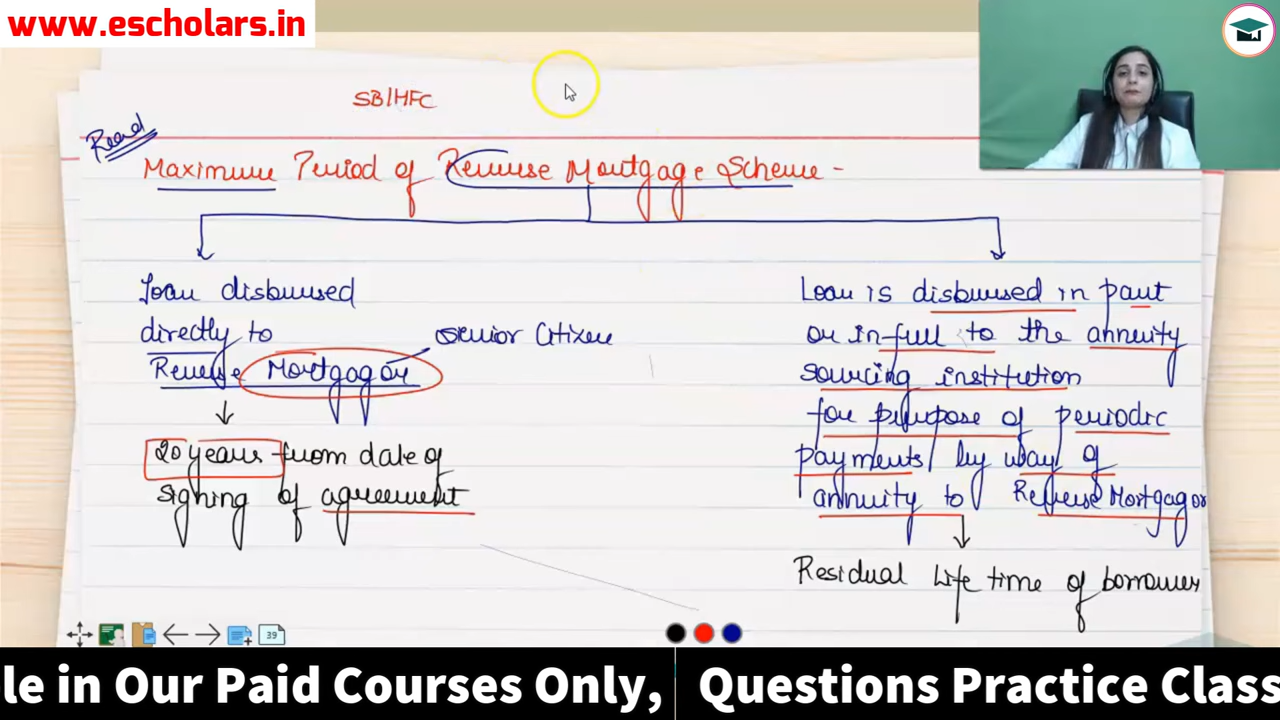 www.escholars.in
SB/HFC
Read
Maximum Period of Reverse Mortgage Scheme -
Loan disbursed
directly to
Reverse Mortgagor
senior Citizen
20 years from date of
signing of agreement
Loan is disbursed in part
or in full to the annuity
sourcing institution
for purpose of periodic
payments by way of
annuity to Reverse Mortgagor
Residual Life time of borrower
39
le in Our Paid Courses Only,
Questions Practice Class